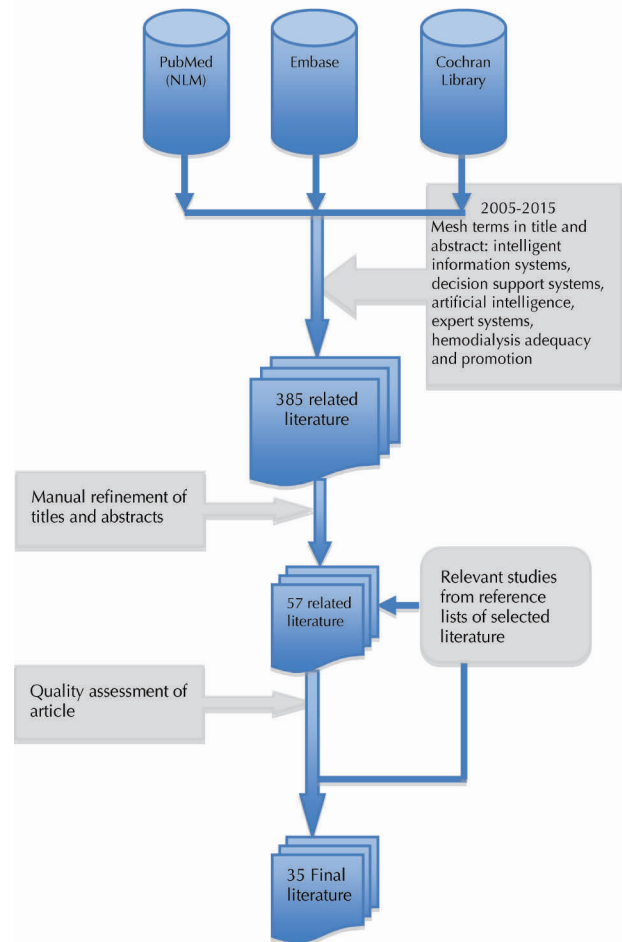 PubMed
(NLM)
Embase
Cochran
Library
2005-2015
Mesh terms in title and
abstract: intelligent
information systems,
decision support systems,
artificial intelligence,
expert systems,
hemodialysis adequacy
and promotion
385 related
literature
Manual refinement of
titles and abstracts
57 related
literature
Relevant studies
from reference
lists of selected
literature
Quality assessment of
article
35 Final
literature